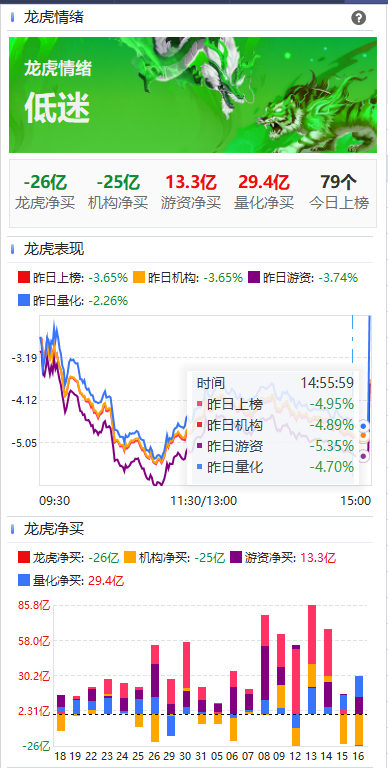 龙虎情绪
龙虎情绪
低迷
-26亿 -25亿 13.3亿 29.4亿 79个
龙虎净买 机构净买 游资净买 量化净买 今日上榜
龙虎表现
昨日上榜: -3.65% 昨日机构: -3.65% 昨日游资: -3.74%
昨日量化: -2.26%
-3.19
时间 14:55:59
-4.12 昨日上榜 -4.95%
昨日机构 -4.89%
-5.05 昨日游资 -5.35%
昨日量化 -4.70%
09:30 11:30/13:00 15:00
龙虎净买
龙虎净买: -26亿 机构净买: -25亿 游资净买: 13.3亿
量化净买: 29.4亿
85.8亿
58.0亿
30.2亿
2.31亿
-26亿
18 19 22 23 24 25 26 29 30 31 05 06 07 08 09 12 13 14 15 16